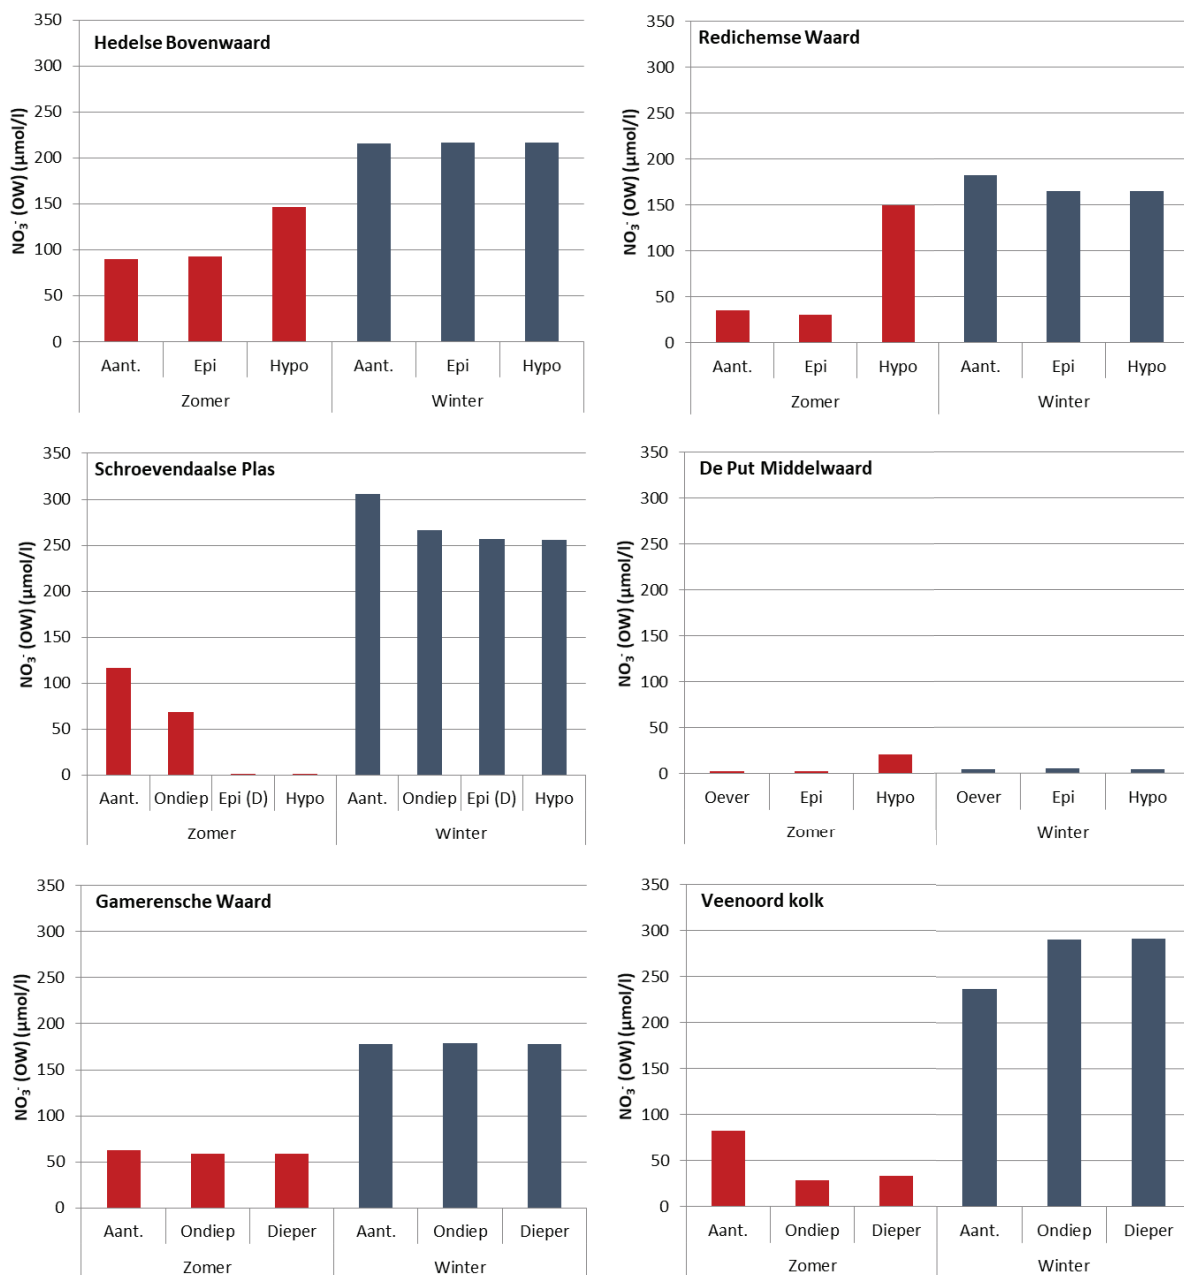 Hedelse Bovenwaard
NO₃⁻ (OW) (µmol/l)
350
300
250
200
150
100
50
0
Aant. Epi Hypo Aant. Epi Hypo
Zomer Winter
Redichemse Waard
NO₃⁻ (OW) (µmol/l)
350
300
250
200
150
100
50
0
Aant. Epi Hypo Aant. Epi Hypo
Zomer Winter
Schroevendaalse Plas
NO₃⁻ (OW) (µmol/l)
350
300
250
200
150
100
50
0
Aant. Ondiep Epi (D) Hypo Aant. Ondiep Epi (D) Hypo
Zomer Winter
De Put Middelwaard
NO₃⁻ (OW) (µmol/l)
350
300
250
200
150
100
50
0
Oever Epi Hypo Oever Epi Hypo
Zomer Winter
Gamerensche Waard
NO₃⁻ (OW) (µmol/l)
350
300
250
200
150
100
50
0
Aant. Ondiep Dieper Aant. Ondiep Dieper
Zomer Winter
Veenoord kolk
NO₃⁻ (OW) (µmol/l)
350
300
250
200
150
100
50
0
Aant. Ondiep Dieper Aant. Ondiep Dieper
Zomer Winter